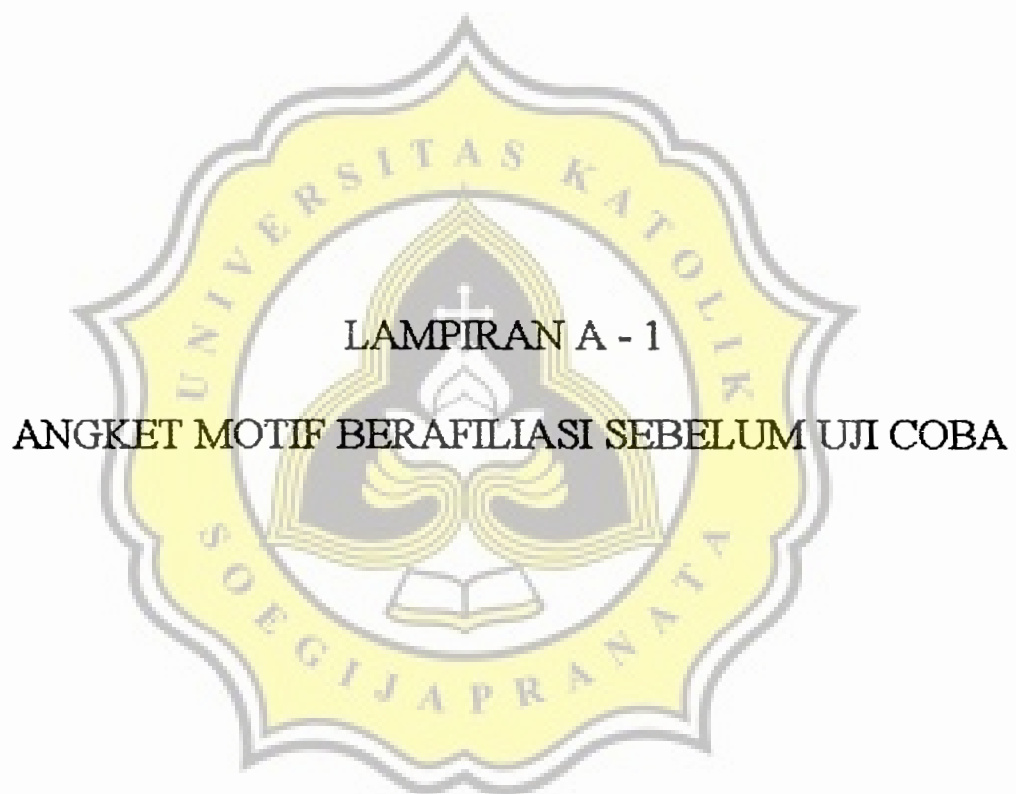 UNIVERSITAS KATOLIK
LAMPIRAN A - 1
ANGKET MOTIF BERAFILIASI SEBELUM UJI COBA
SOEGIJAPRANATA